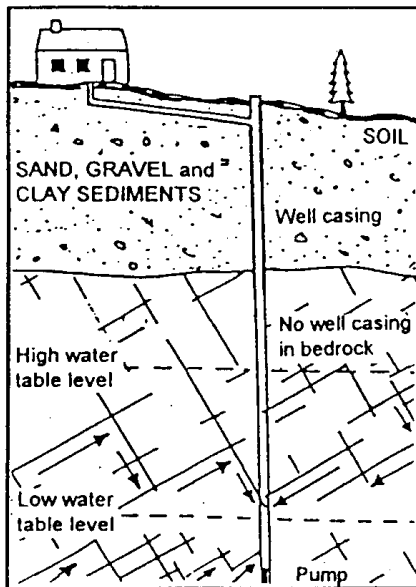 SOIL
SAND, GRAVEL and
CLAY SEDIMENTS
Well casing
No well casing
in bedrock
High water
table level
Low water
table level
Pump